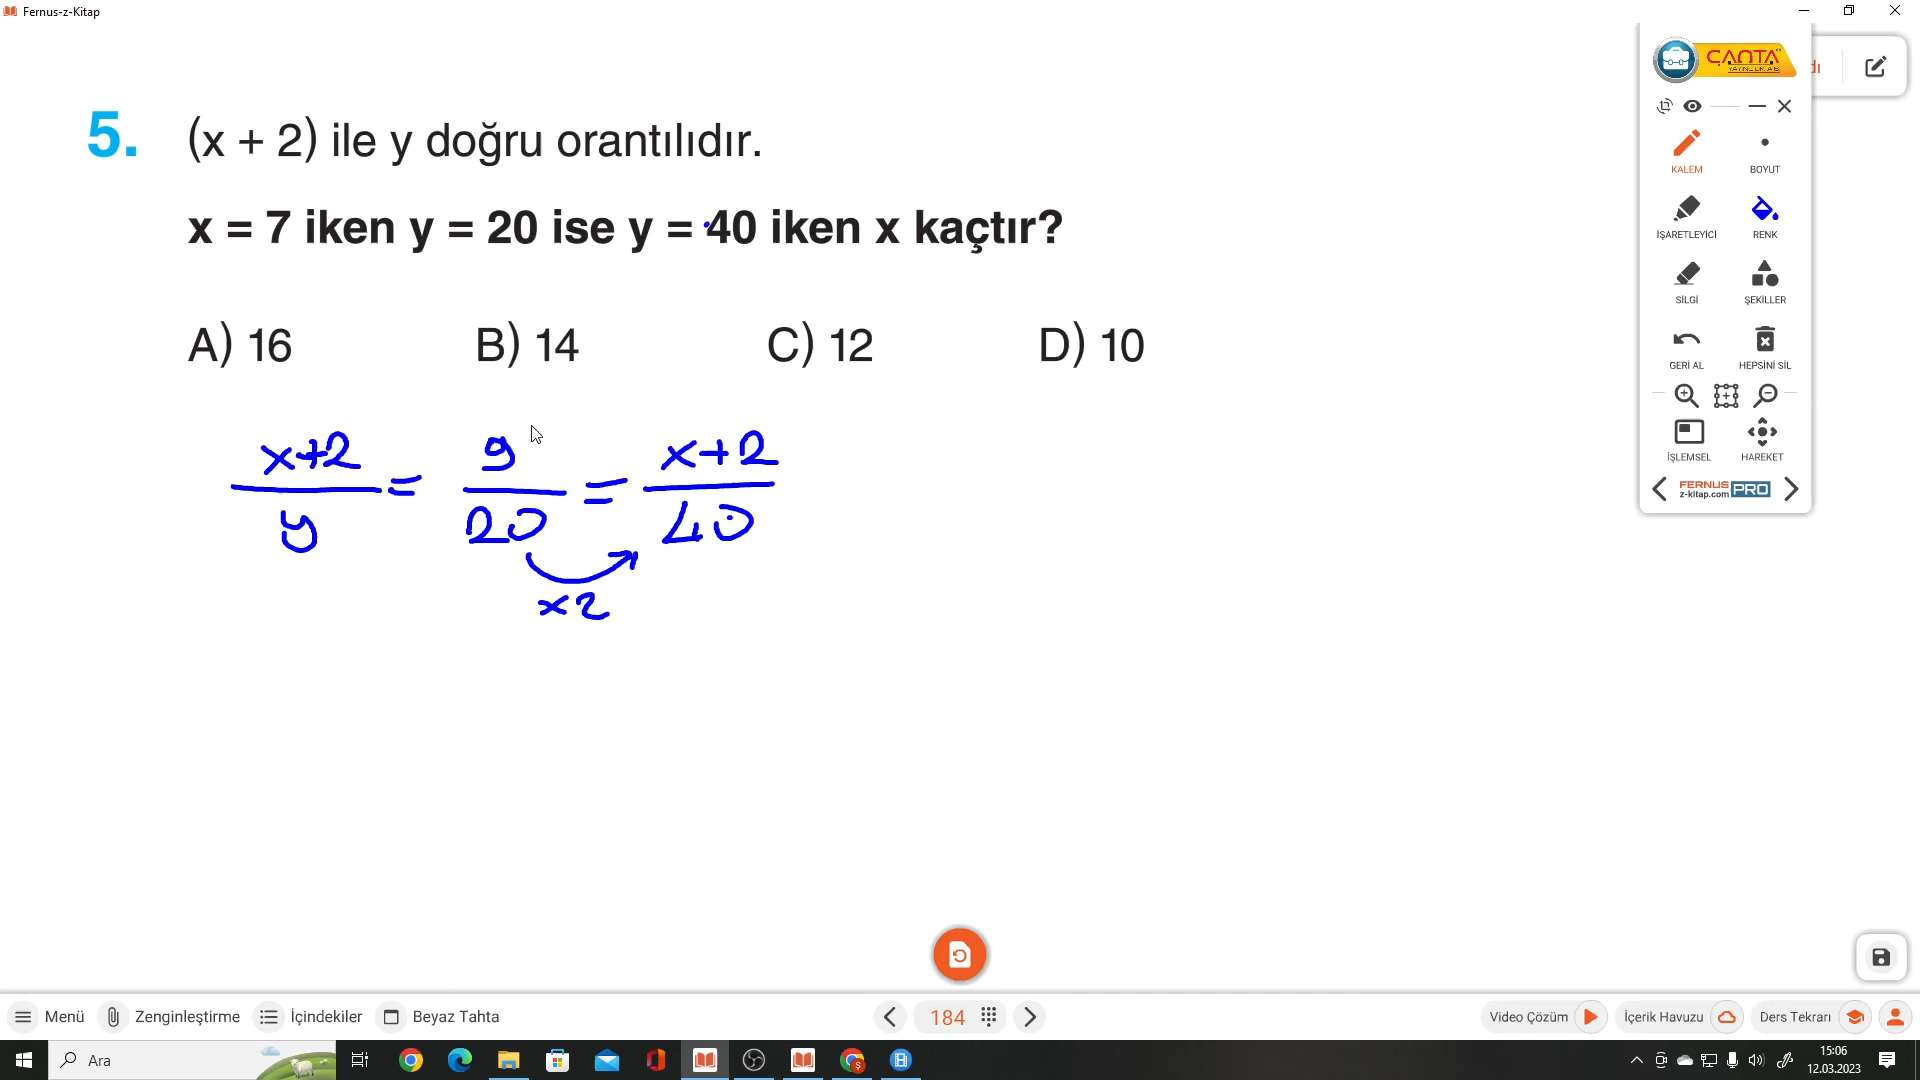 Fernus-z-Kitap
ÇANTA
YAYINLARI
dı
5. (x + 2) ile y doğru orantılıdır.
x = 7 iken y = 20 ise y = 40 iken x kaçtır?
A) 16 B) 14 C) 12 D) 10
x+2 9 x+2
= =
y 20 40
x2
KALEM BOYUT
İŞARETLEYİCİ RENK
SİLGİ ŞEKİLLER
GERİ AL HEPSİNİ SİL
İŞLEMSEL HAREKET
FERNUS
z-kitap.com PRO
Menü Zenginleştirme İçindekiler Beyaz Tahta 184 Video Çözüm İçerik Havuzu Ders Tekrarı
Ara 15:06
12.03.2023